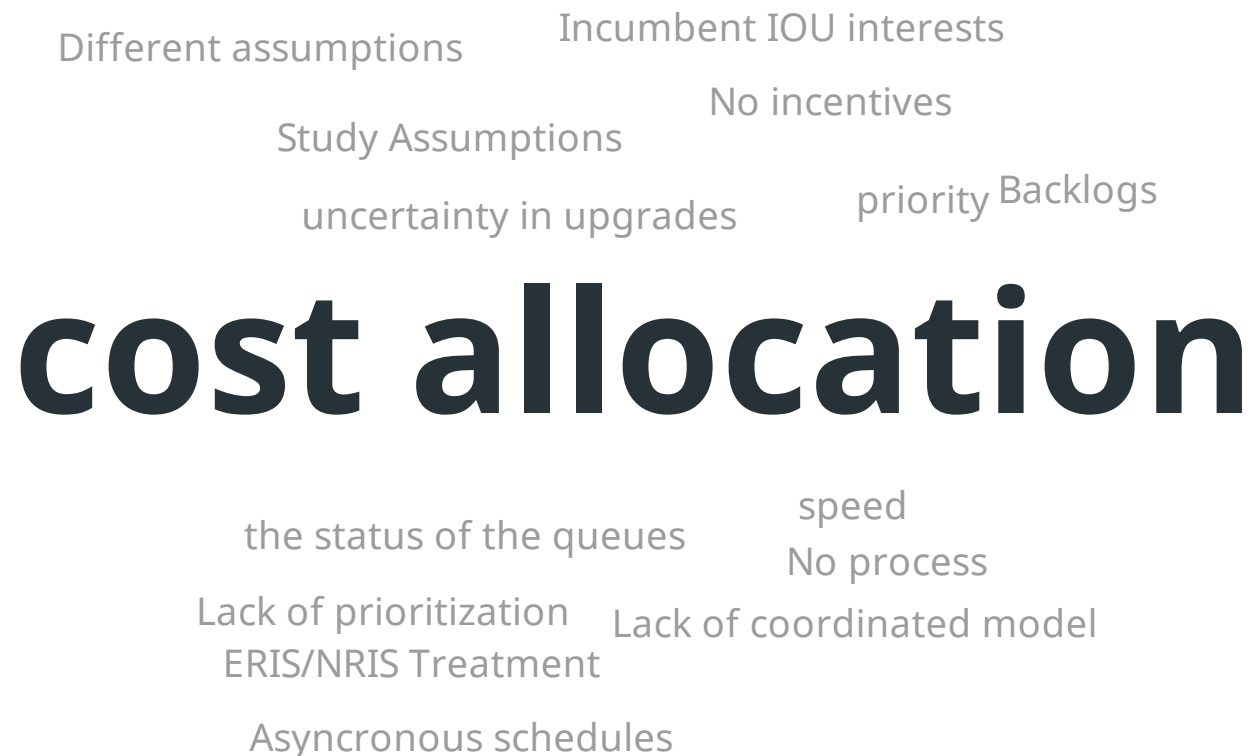 Incumbent IOU interests
Different assumptions
No incentives
Study Assumptions
priority Backlogs
uncertainty in upgrades
cost allocation
speed
the status of the queues
No process
Lack of prioritization
Lack of coordinated model
ERIS/NRIS Treatment
Asyncronous schedules